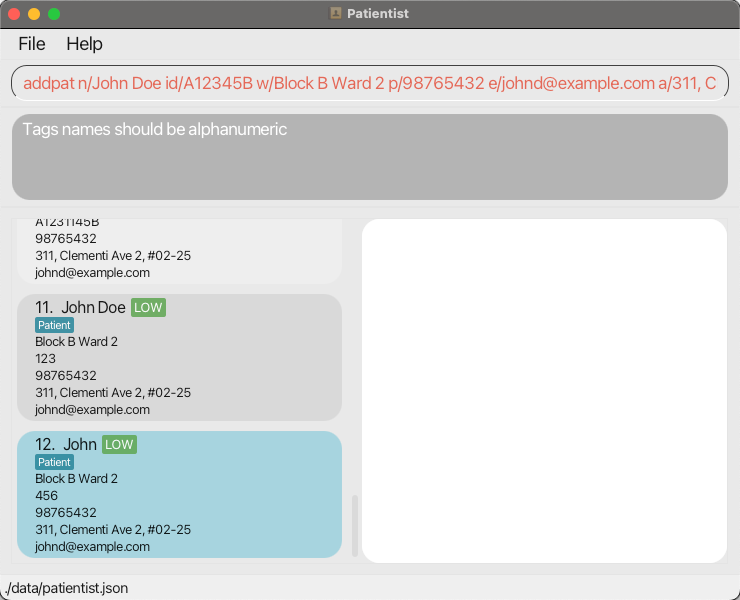 Patientist
File Help
addpat n/John Doe id/A12345B w/Block B Ward 2 p/98765432 e/johnd@example.com a/311, C
Tags names should be alphanumeric
A1231145B
98765432
311, Clementi Ave 2, #02-25
johnd@example.com
11. John Doe LOW
Patient
Block B Ward 2
123
98765432
311, Clementi Ave 2, #02-25
johnd@example.com
12. John LOW
Patient
Block B Ward 2
456
98765432
311, Clementi Ave 2, #02-25
johnd@example.com
./data/patientist.json